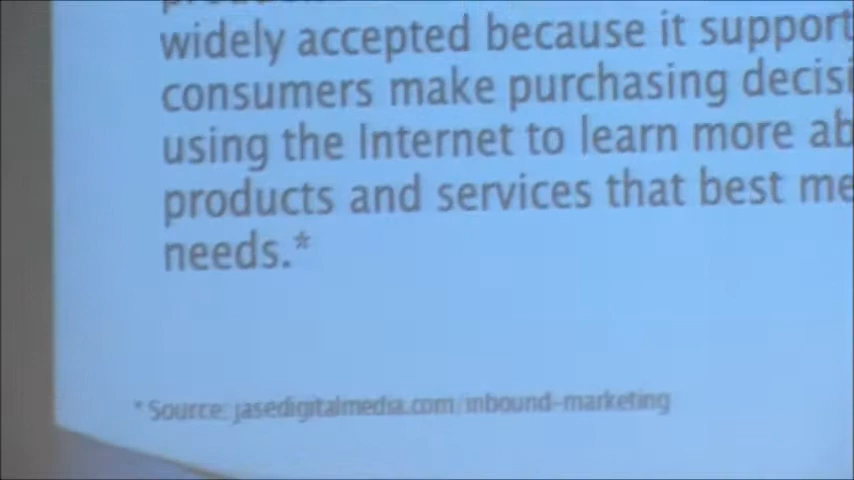 widely accepted because it support
consumers make purchasing decisi
using the Internet to learn more ab
products and services that best me
needs.*
* Source: jasedigitalmedia.com/inbound-marketing